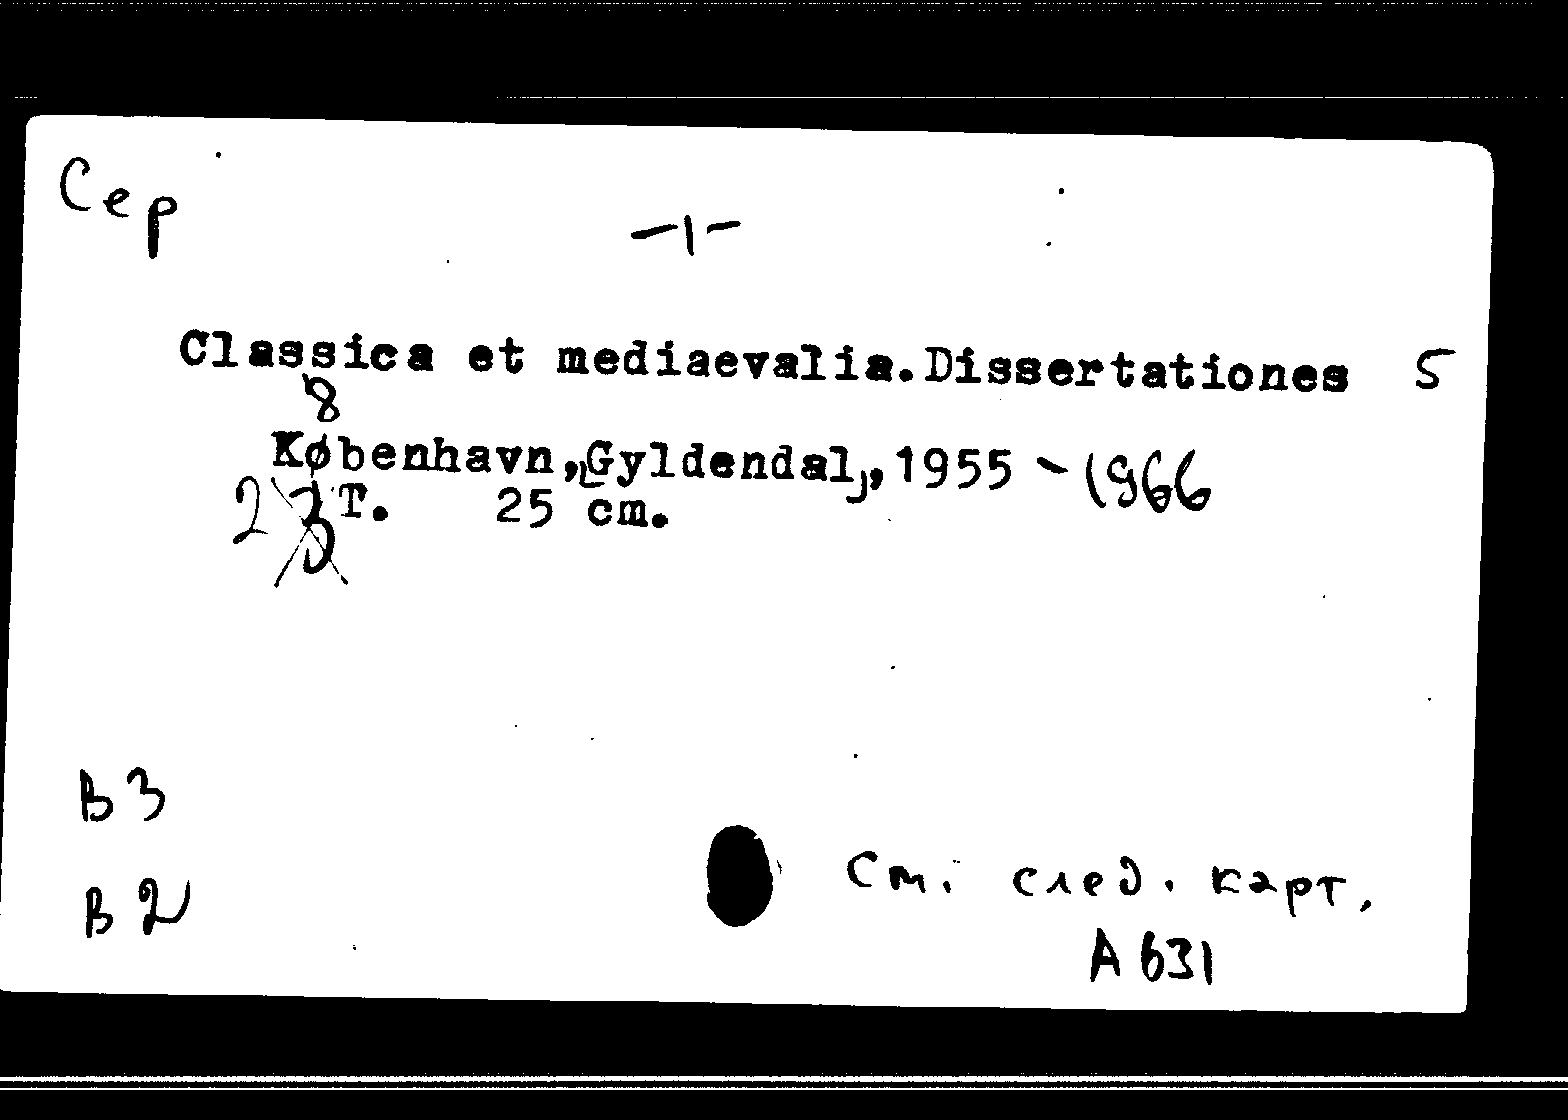 Сер
-1-
Classica et mediaevalia. Dissertationes 5
8
København, Gyldendal, 1955 - 1966
2 T. 25 cm.
В 3
В 2
См. след. карт.
А 631